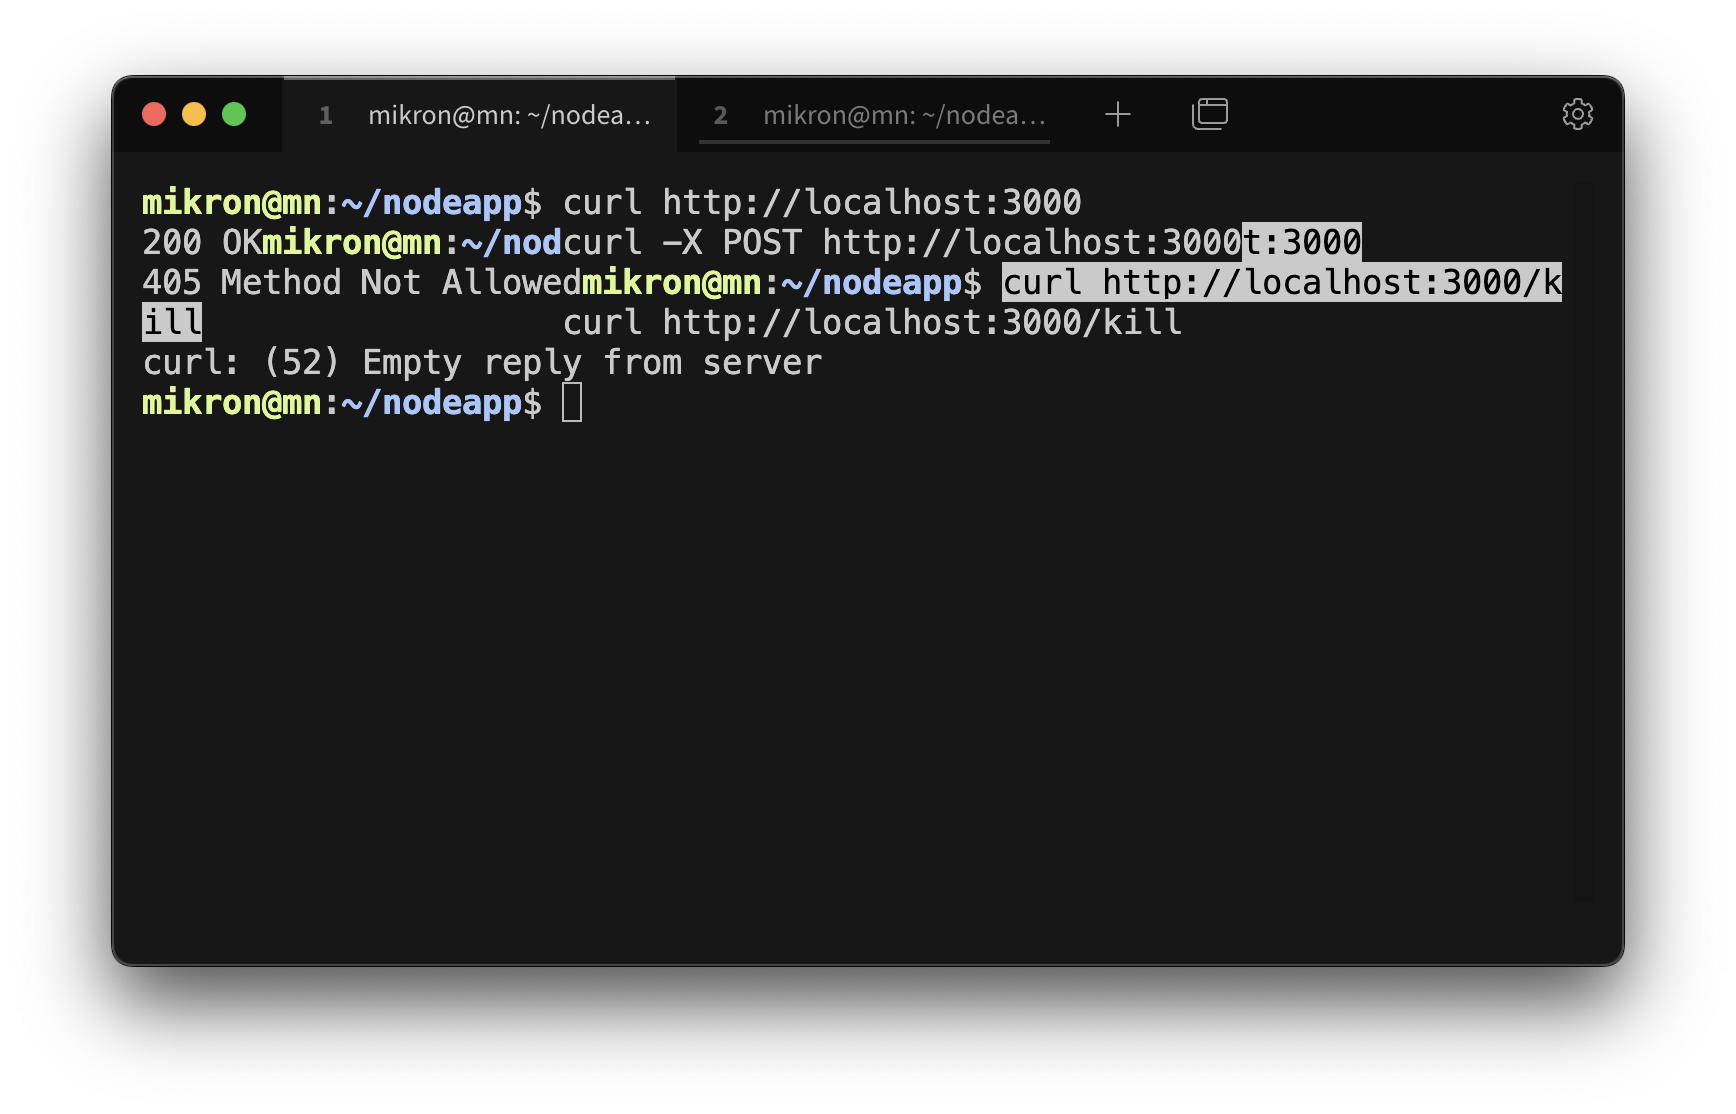 1 mikron@mn: ~/nodea…
2 mikron@mn: ~/nodea…
mikron@mn:~/nodeapp$ curl http://localhost:3000
200 OKmikron@mn:~/nodcurl -X POST http://localhost:3000t:3000
405 Method Not Allowedmikron@mn:~/nodeapp$ curl http://localhost:3000/k
ill curl http://localhost:3000/kill
curl: (52) Empty reply from server
mikron@mn:~/nodeapp$